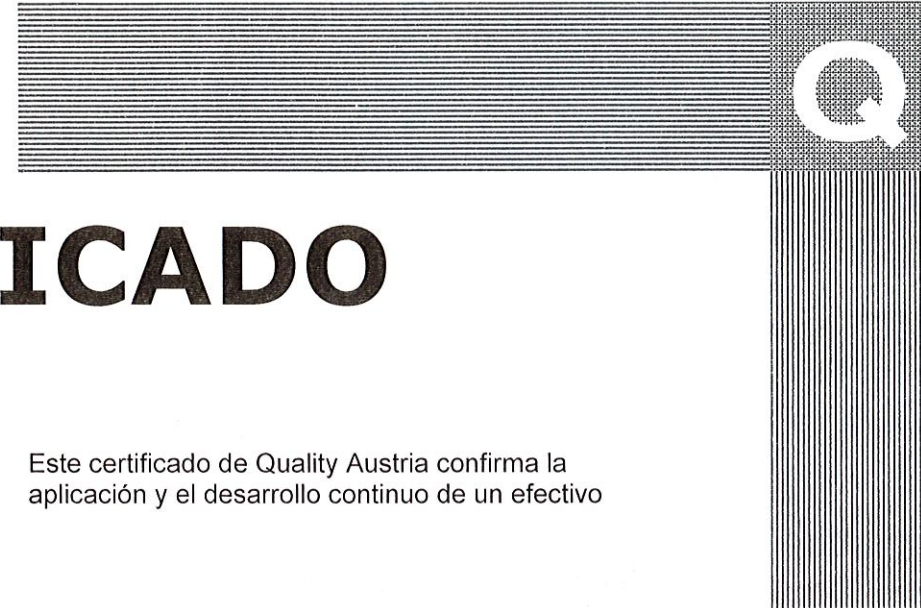 Q
ICADO
Este certificado de Quality Austria confirma la
aplicación y el desarrollo continuo de un efectivo